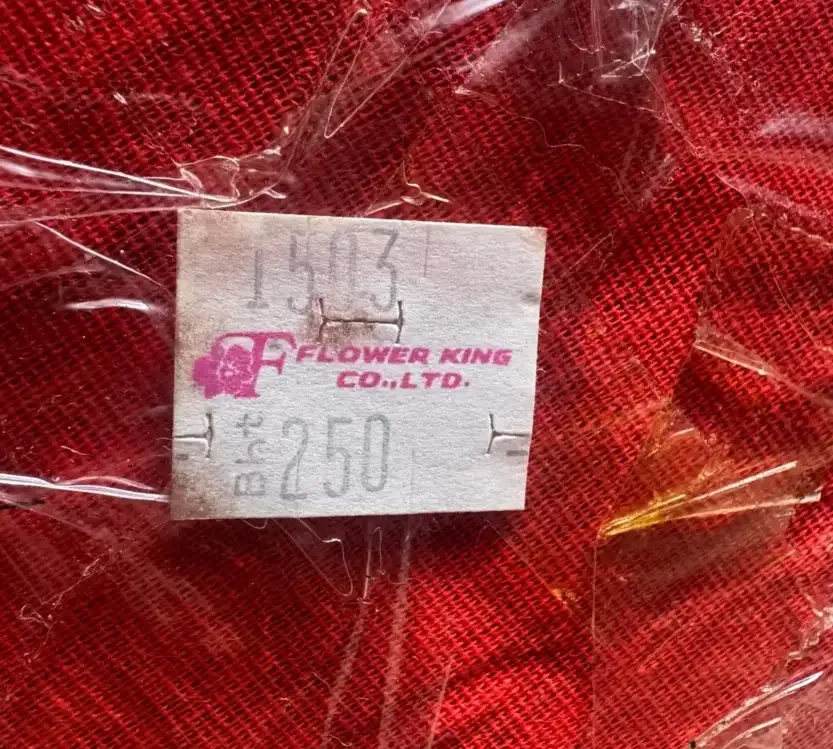 1503
F FLOWER KING
CO.,LTD.
Bht 250